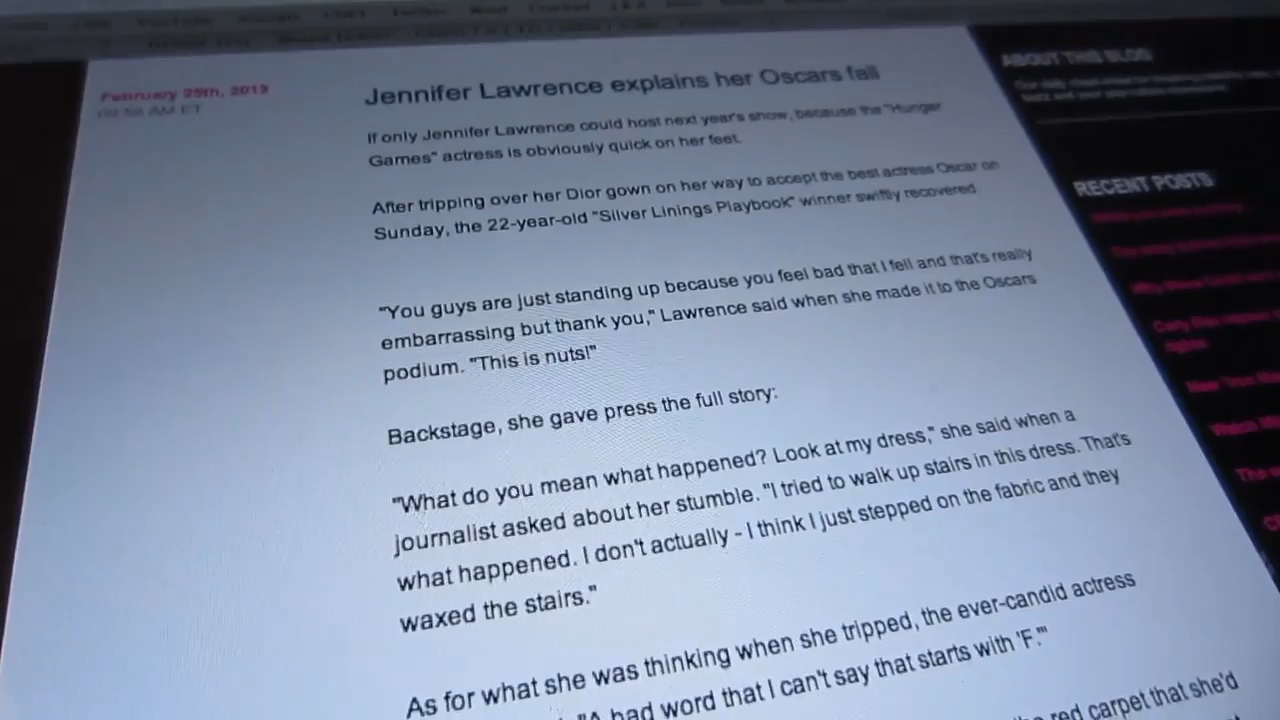 February 25th, 2013
09:56 AM ET
Jennifer Lawrence explains her Oscars fall
If only Jennifer Lawrence could host next year's show, because the "Hunger
Games" actress is obviously quick on her feet.
After tripping over her Dior gown on her way to accept the best actress Oscar on
Sunday, the 22-year-old "Silver Linings Playbook" winner swiftly recovered.
"You guys are just standing up because you feel bad that I fell and that's really
embarrassing but thank you," Lawrence said when she made it to the Oscars
podium. "This is nuts!"
Backstage, she gave press the full story:
"What do you mean what happened? Look at my dress," she said when a
journalist asked about her stumble. "I tried to walk up stairs in this dress. That's
what happened. I don't actually - I think I just stepped on the fabric and they
waxed the stairs."
As for what she was thinking when she tripped, the ever-candid actress
"A bad word that I can't say that starts with 'F.'"
red carpet that she'd
ABOUT THIS BLOG
RECENT POSTS